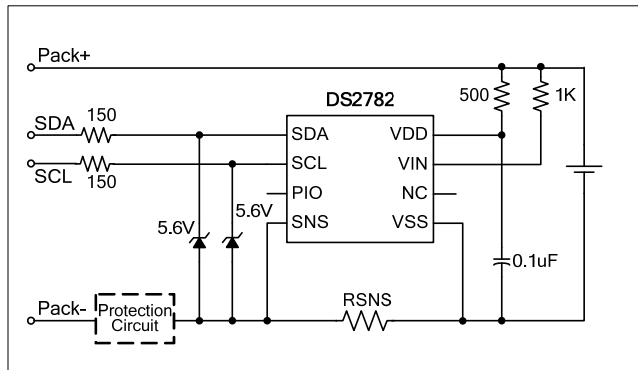 Pack+
DS2782
500
1K
150
SDA
SDA
VDD
SCL
150
SCL
VIN
PIO
NC
5.6V
5.6V
SNS
VSS
0.1uF
RSNS
Pack-
Protection
Circuit